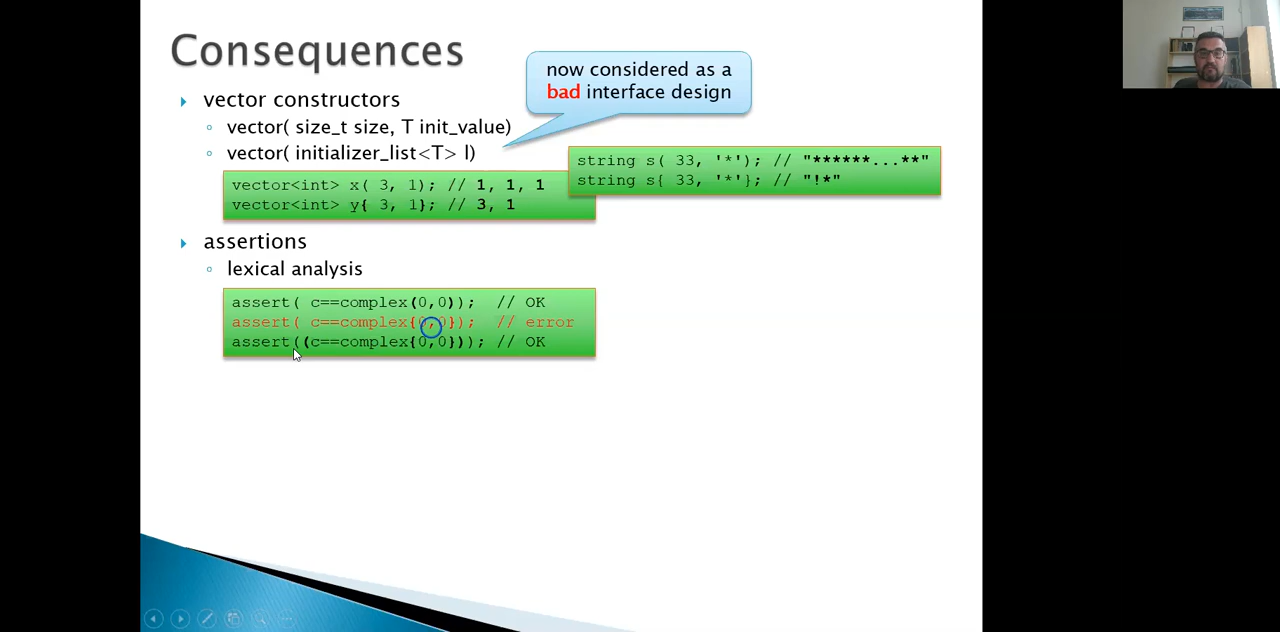 Consequences
now considered as a
bad interface design
vector constructors
vector( size_t size, T init_value)
vector( initializer_list<T> l)
string s( 33, '*'); // "******...**"
string s{ 33, '*'}; // "!*"
vector<int> x( 3, 1); // 1, 1, 1
vector<int> y{ 3, 1}; // 3, 1
assertions
lexical analysis
assert( c==complex(0,0)); // OK
assert( c==complex{0,0}); // error
assert((c==complex{0,0})); // OK